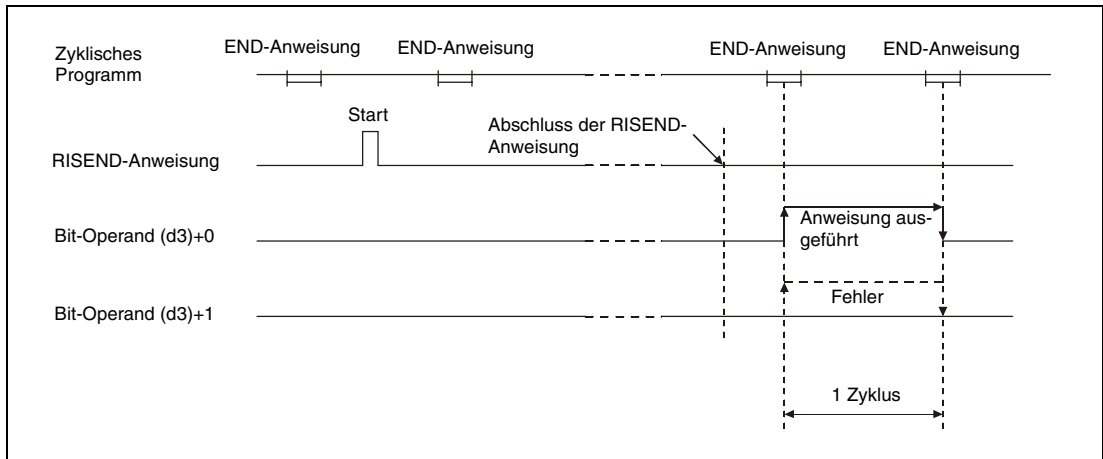 Zyklisches
Programm
END-Anweisung
END-Anweisung
END-Anweisung
END-Anweisung
Start
Abschluss der RISEND-
Anweisung
RISEND-Anweisung
Bit-Operand (d3)+0
Anweisung aus-
geführt
Fehler
Bit-Operand (d3)+1
1 Zyklus